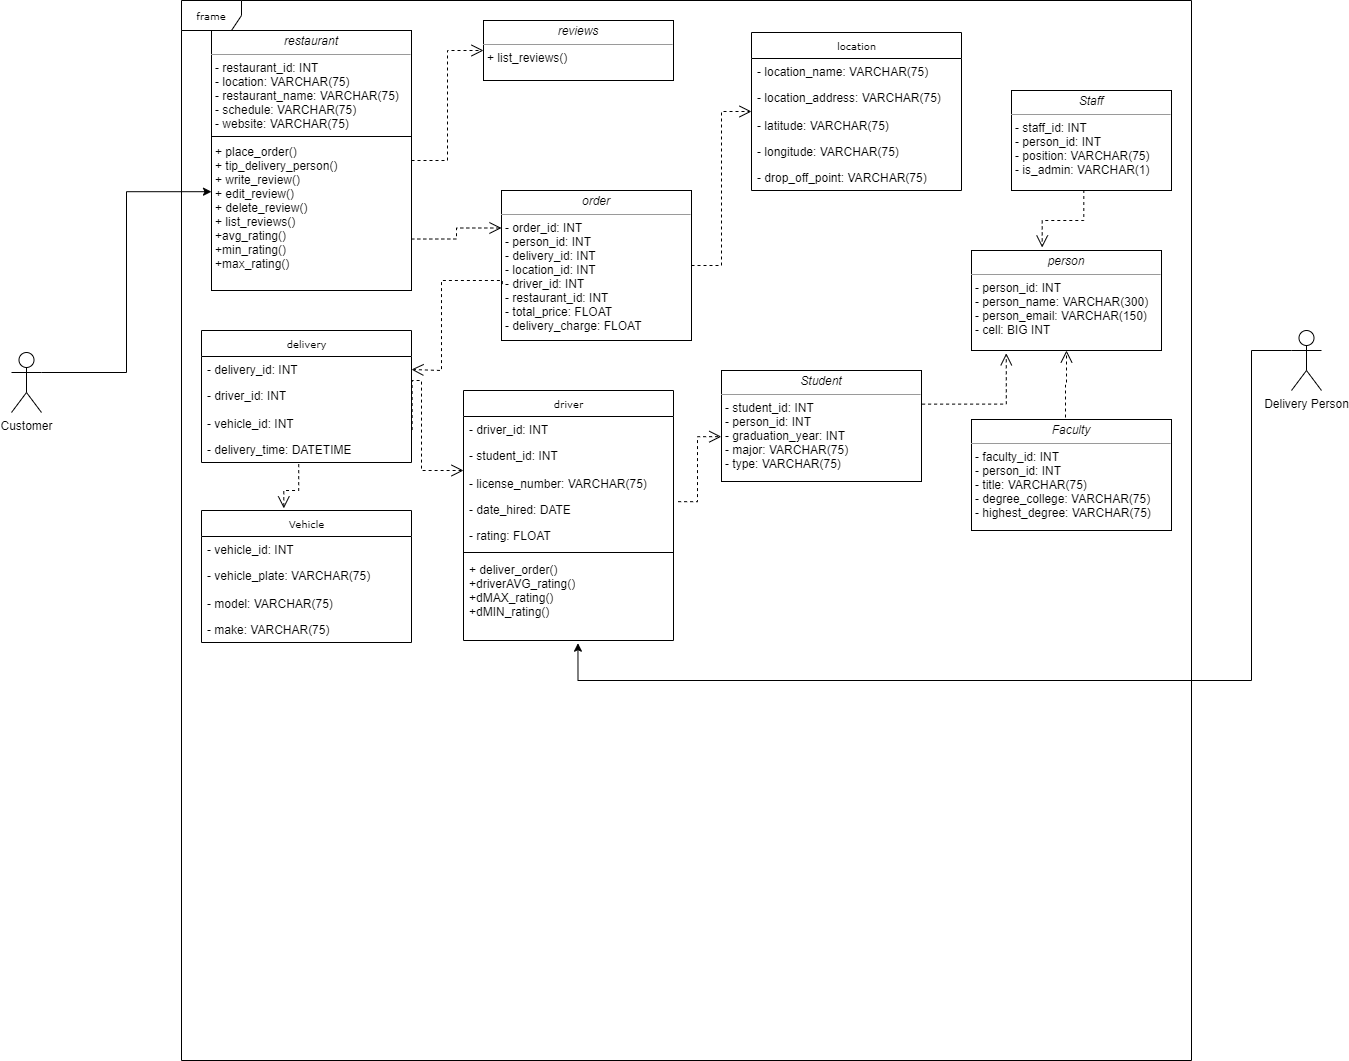 frame
restaurant
- restaurant_id: INT
- location: VARCHAR(75)
- restaurant_name: VARCHAR(75)
- schedule: VARCHAR(75)
- website: VARCHAR(75)
+ place_order()
+ tip_delivery_person()
+ write_review()
+ edit_review()
+ delete_review()
+ list_reviews()
+avg_rating()
+min_rating()
+max_rating()
reviews
+ list_reviews()
location
- location_name: VARCHAR(75)
- location_address: VARCHAR(75)
- latitude: VARCHAR(75)
- longitude: VARCHAR(75)
- drop_off_point: VARCHAR(75)
Staff
- staff_id: INT
- person_id: INT
- position: VARCHAR(75)
- is_admin: VARCHAR(1)
order
- order_id: INT
- person_id: INT
- delivery_id: INT
- location_id: INT
- driver_id: INT
- restaurant_id: INT
- total_price: FLOAT
- delivery_charge: FLOAT
person
- person_id: INT
- person_name: VARCHAR(300)
- person_email: VARCHAR(150)
- cell: BIG INT
Customer
delivery
- delivery_id: INT
- driver_id: INT
- vehicle_id: INT
- delivery_time: DATETIME
driver
- driver_id: INT
- student_id: INT
- license_number: VARCHAR(75)
- date_hired: DATE
- rating: FLOAT
+ deliver_order()
+driverAVG_rating()
+dMAX_rating()
+dMIN_rating()
Student
- student_id: INT
- person_id: INT
- graduation_year: INT
- major: VARCHAR(75)
- type: VARCHAR(75)
Delivery Person
Faculty
- faculty_id: INT
- person_id: INT
- title: VARCHAR(75)
- degree_college: VARCHAR(75)
- highest_degree: VARCHAR(75)
Vehicle
- vehicle_id: INT
- vehicle_plate: VARCHAR(75)
- model: VARCHAR(75)
- make: VARCHAR(75)